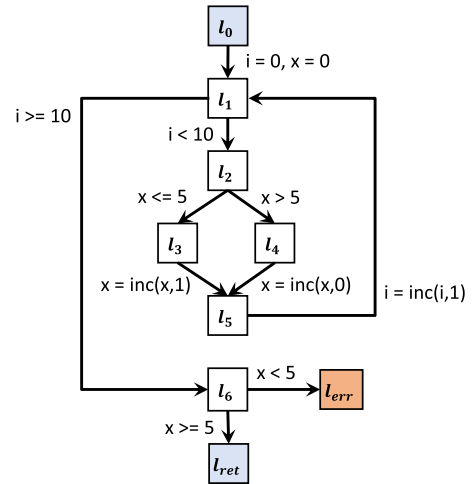 l0
i = 0, x = 0
l1
i >= 10
i < 10
l2
x <= 5
x > 5
l3
l4
x = inc(x,1)
x = inc(x,0)
i = inc(i,1)
l5
x < 5
l6
lerr
x >= 5
lret